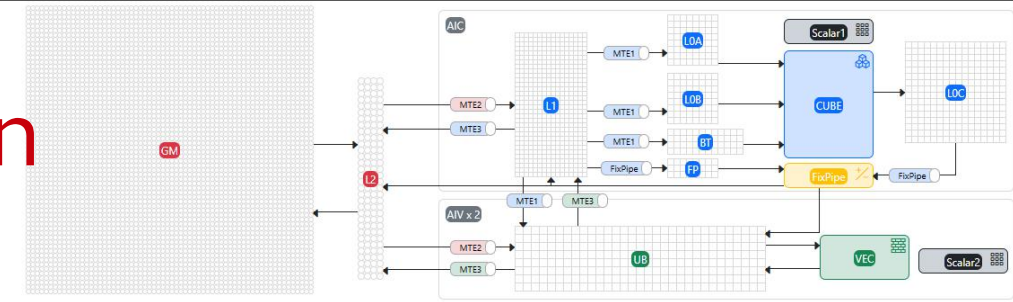 n
GM
L2
AIC
MTE2
MTE3
L1
MTE1
L0A
MTE1
L0B
MTE1
BT
FixPipe
FP
Scalar1
CUBE
L0C
FixPipe
FixPipe
MTE1
MTE3
AIV x 2
MTE2
MTE3
UB
VEC
Scalar2